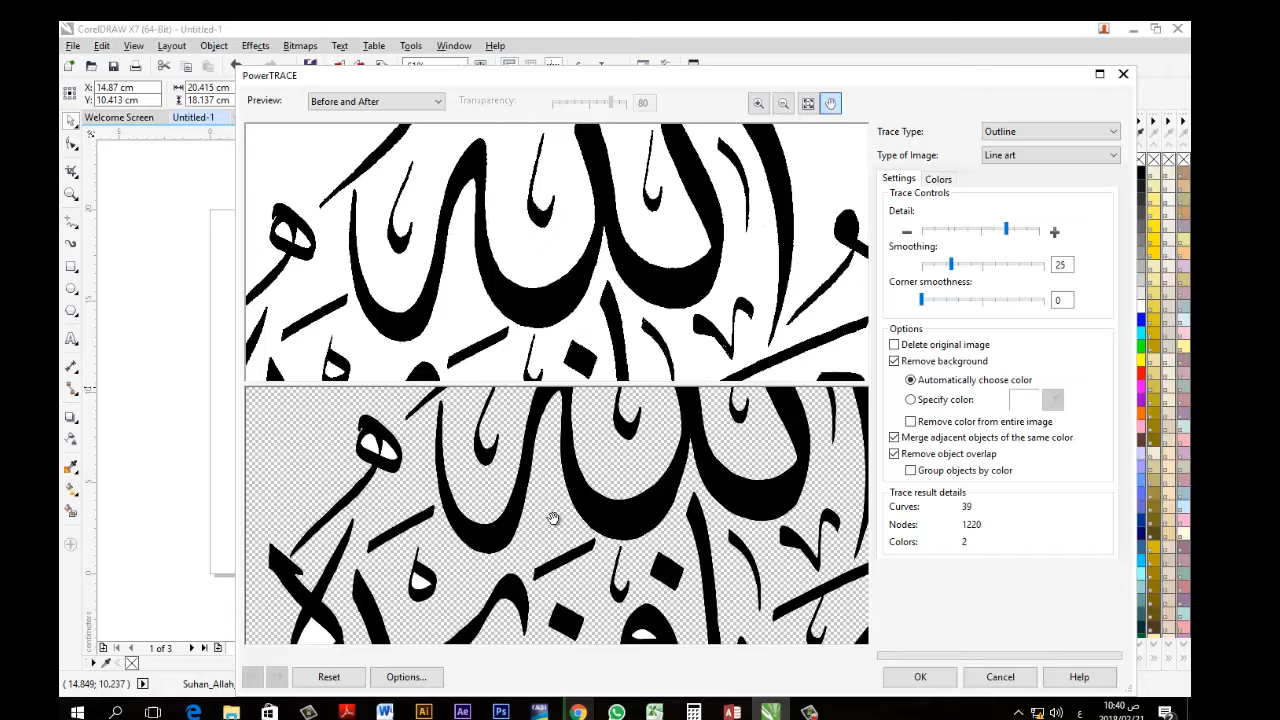 CorelDRAW X7 (64-Bit) - Untitled-1
File Edit View Layout Object Effects Bitmaps Text Table Tools Window Help
PowerTRACE
X: 14.87 cm
Y: 10.413 cm
20.415 cm
18.137 cm
Preview: Before and After Transparency: 80
Welcome Screen Untitled-1
Trace Type: Outline
Type of Image: Line art
Settings Colors
Trace Controls
Detail:
Smoothing:
25
Corner smoothness:
0
Options
Delete original image
Remove background
Automatically choose color
Specify color:
Remove color from entire image
Merge adjacent objects of the same color
Remove object overlap
Group objects by color
Trace result details
Curves: 39
Nodes: 1220
Colors: 2
centimeters
1 of 3
Reset Options... OK Cancel Help
( 14.849; 10.237 ) Suhan_Allah,
10:40 ص
2018/02/21